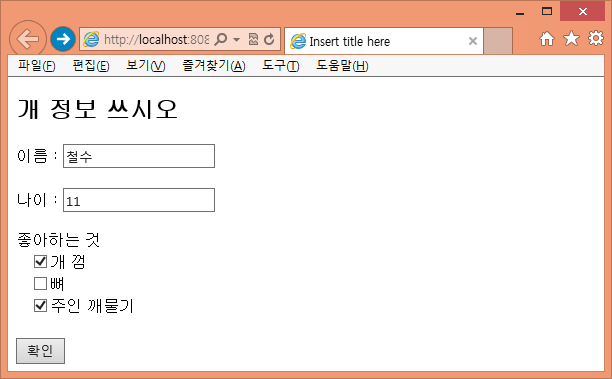 http://localhost:808
Insert title here
파일(F) 편집(E) 보기(V) 즐겨찾기(A) 도구(T) 도움말(H)
개 정보 쓰시오
이름 : 철수
나이 : 11
좋아하는 것
개 껌
뼈
주인 깨물기
확인